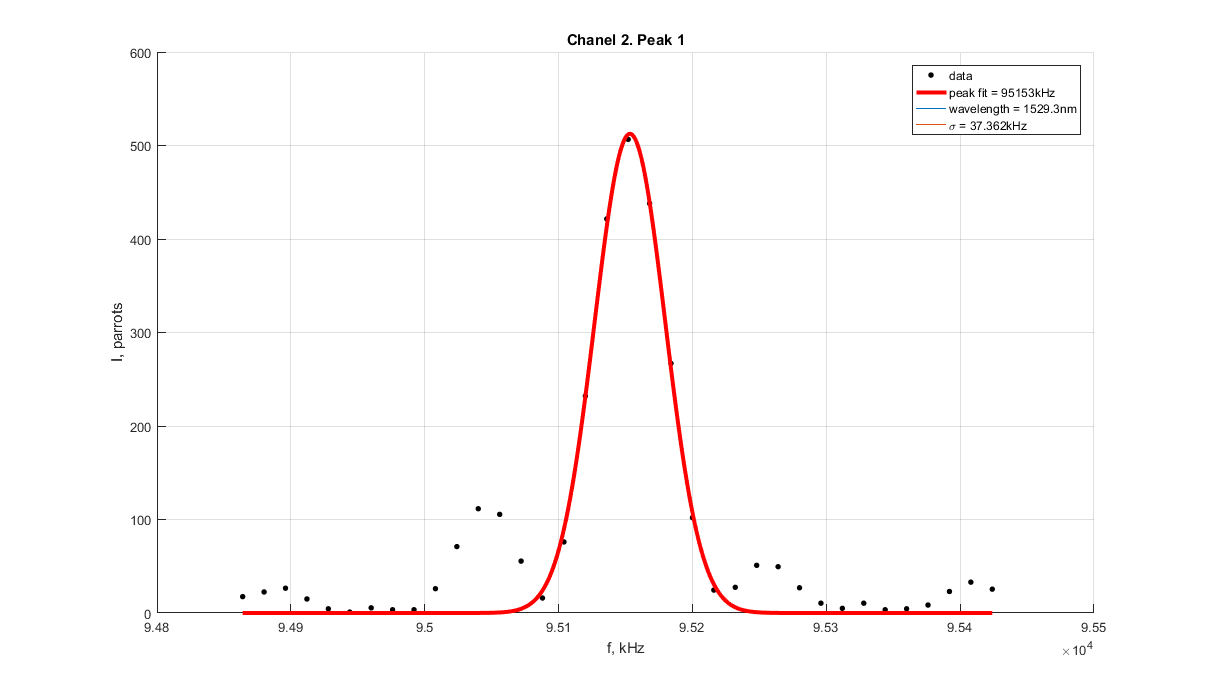 Chanel 2. Peak 1
data
peak fit = 95153kHz
wavelength = 1529.3nm
σ = 37.362kHz
600
500
400
300
200
100
0
I, parrots
9.48 9.49 9.5 9.51 9.52 9.53 9.54 9.55
f, kHz
×10⁴